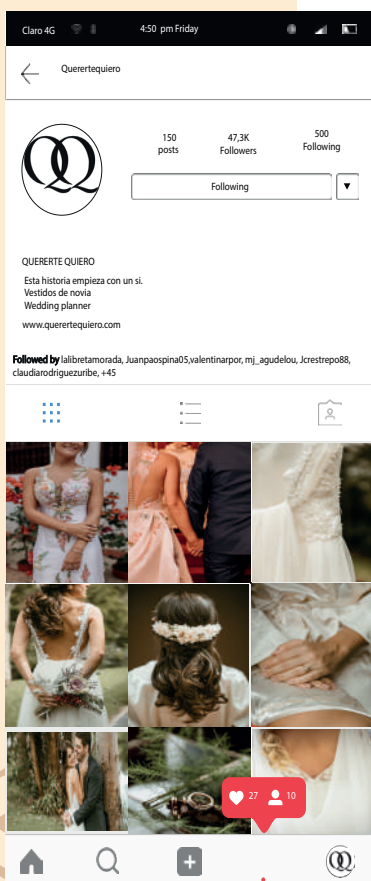 Claro 4G 4:50 pm Friday
Querertequiero
150 47,3K 500
posts Followers Following
Following
QQ
QUERERTE QUIERO
Esta historia empieza con un si.
Vestidos de novia
Wedding planner
www.querertequiero.com
Followed by lalibretamorada, Juanpaospina05,valentinarpor, mj_agudelou, Jcrestrepo88,
claudiarodriguezuribe, +45
27 10
QQ